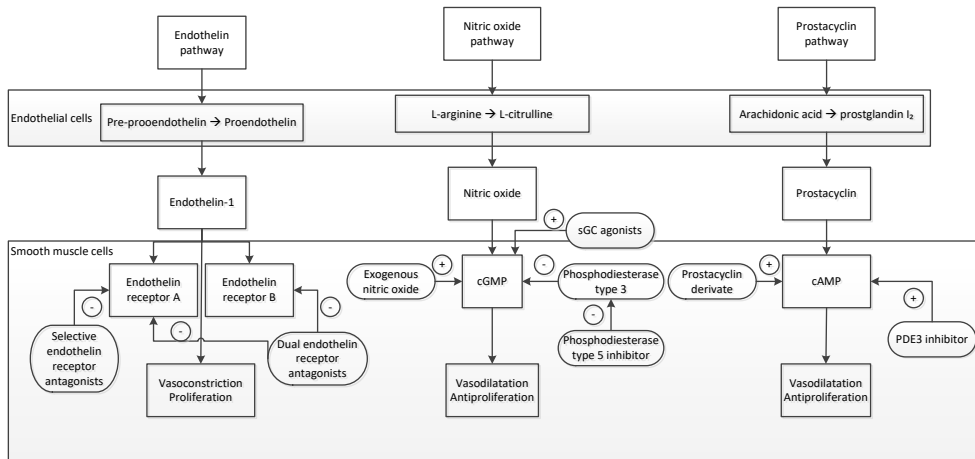 Endothelin
pathway
Nitric oxide
pathway
Prostacyclin
pathway
Endothelial cells
Pre-prooendothelin → Proendothelin
L-arginine → L-citrulline
Arachidonic acid → prostglandin I₂
Endothelin-1
Nitric oxide
Prostacyclin
+
sGC agonists
Smooth muscle cells
Endothelin
receptor A
Endothelin
receptor B
Exogenous
nitric oxide
+
cGMP
-
Phosphodiesterase
type 3
Prostacyclin
derivate
+
cAMP
-
-
-
-
+
Selective
endothelin
receptor
antagonists
Dual endothelin
receptor
antagonists
Phosphodiesterase
type 5 inhibitor
PDE3 inhibitor
Vasoconstriction
Proliferation
Vasodilatation
Antiproliferation
Vasodilatation
Antiproliferation